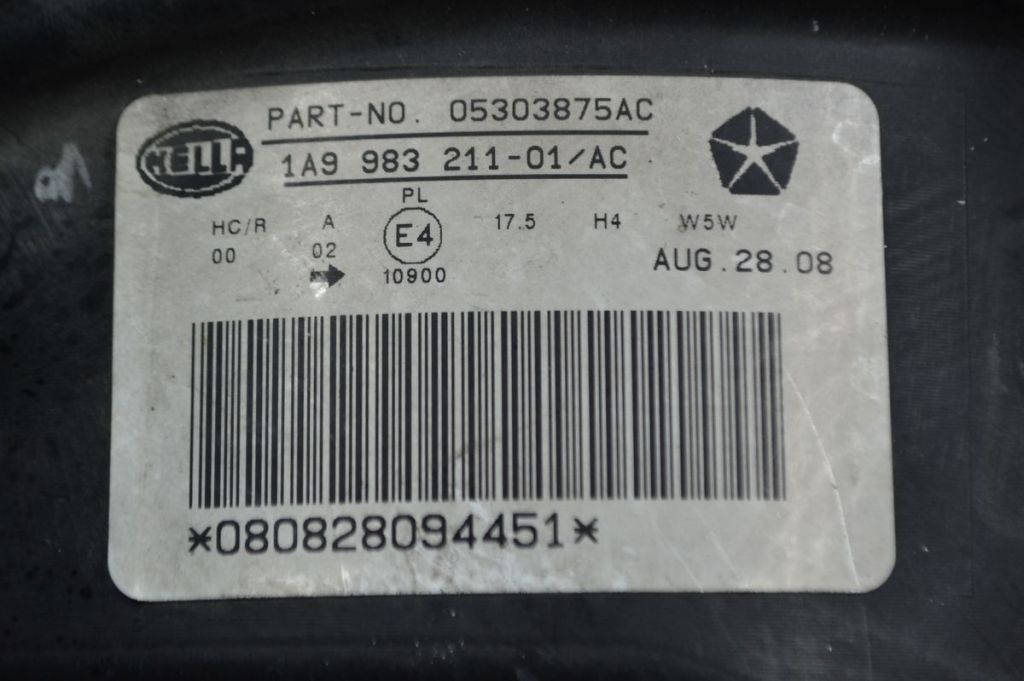 HELLA
PART-NO. 05303875AC
1A9 983 211-01/AC
PL
HC/R A E4 17.5 H4 W5W
00 02 10900
AUG.28.08
*080828094451*